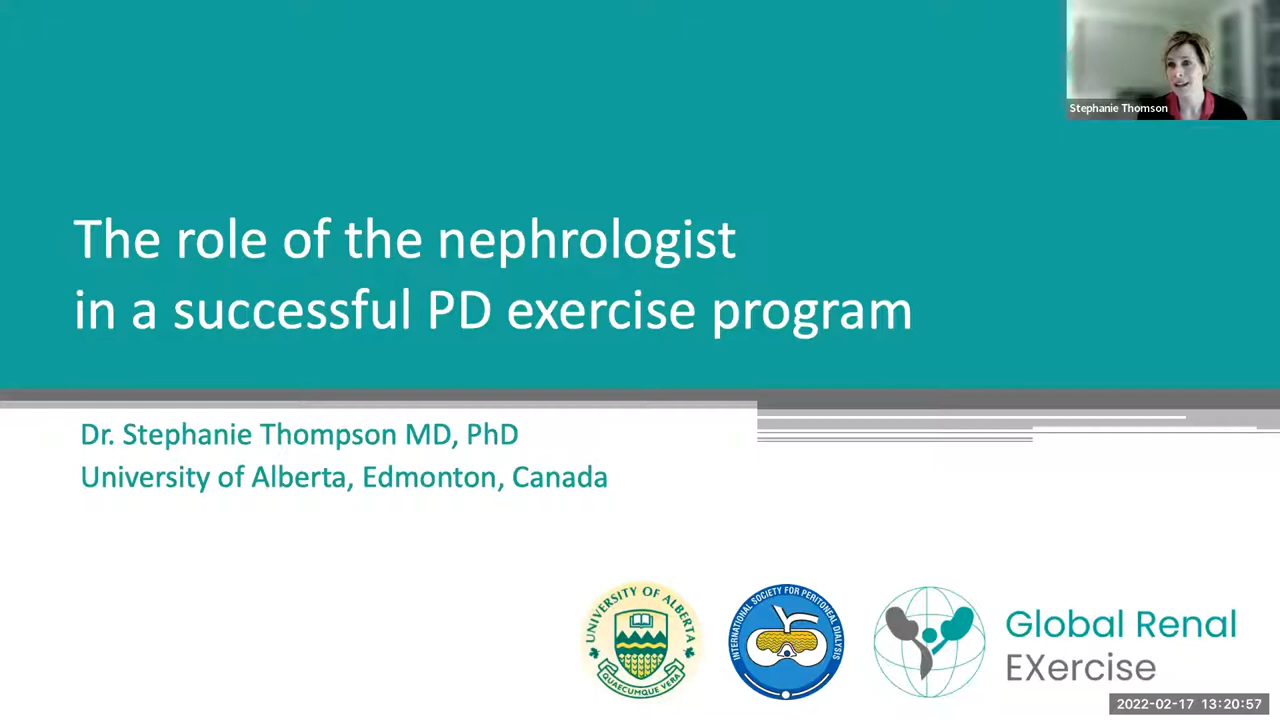 Stephanie Thomson
The role of the nephrologist
in a successful PD exercise program
Dr. Stephanie Thompson MD, PhD
University of Alberta, Edmonton, Canada
UNIVERSITY OF ALBERTA
QUAECUMQUE VERA
INTERNATIONAL SOCIETY FOR PERITONEAL DIALYSIS
Global Renal
EXercise
2022-02-17 13:20:57